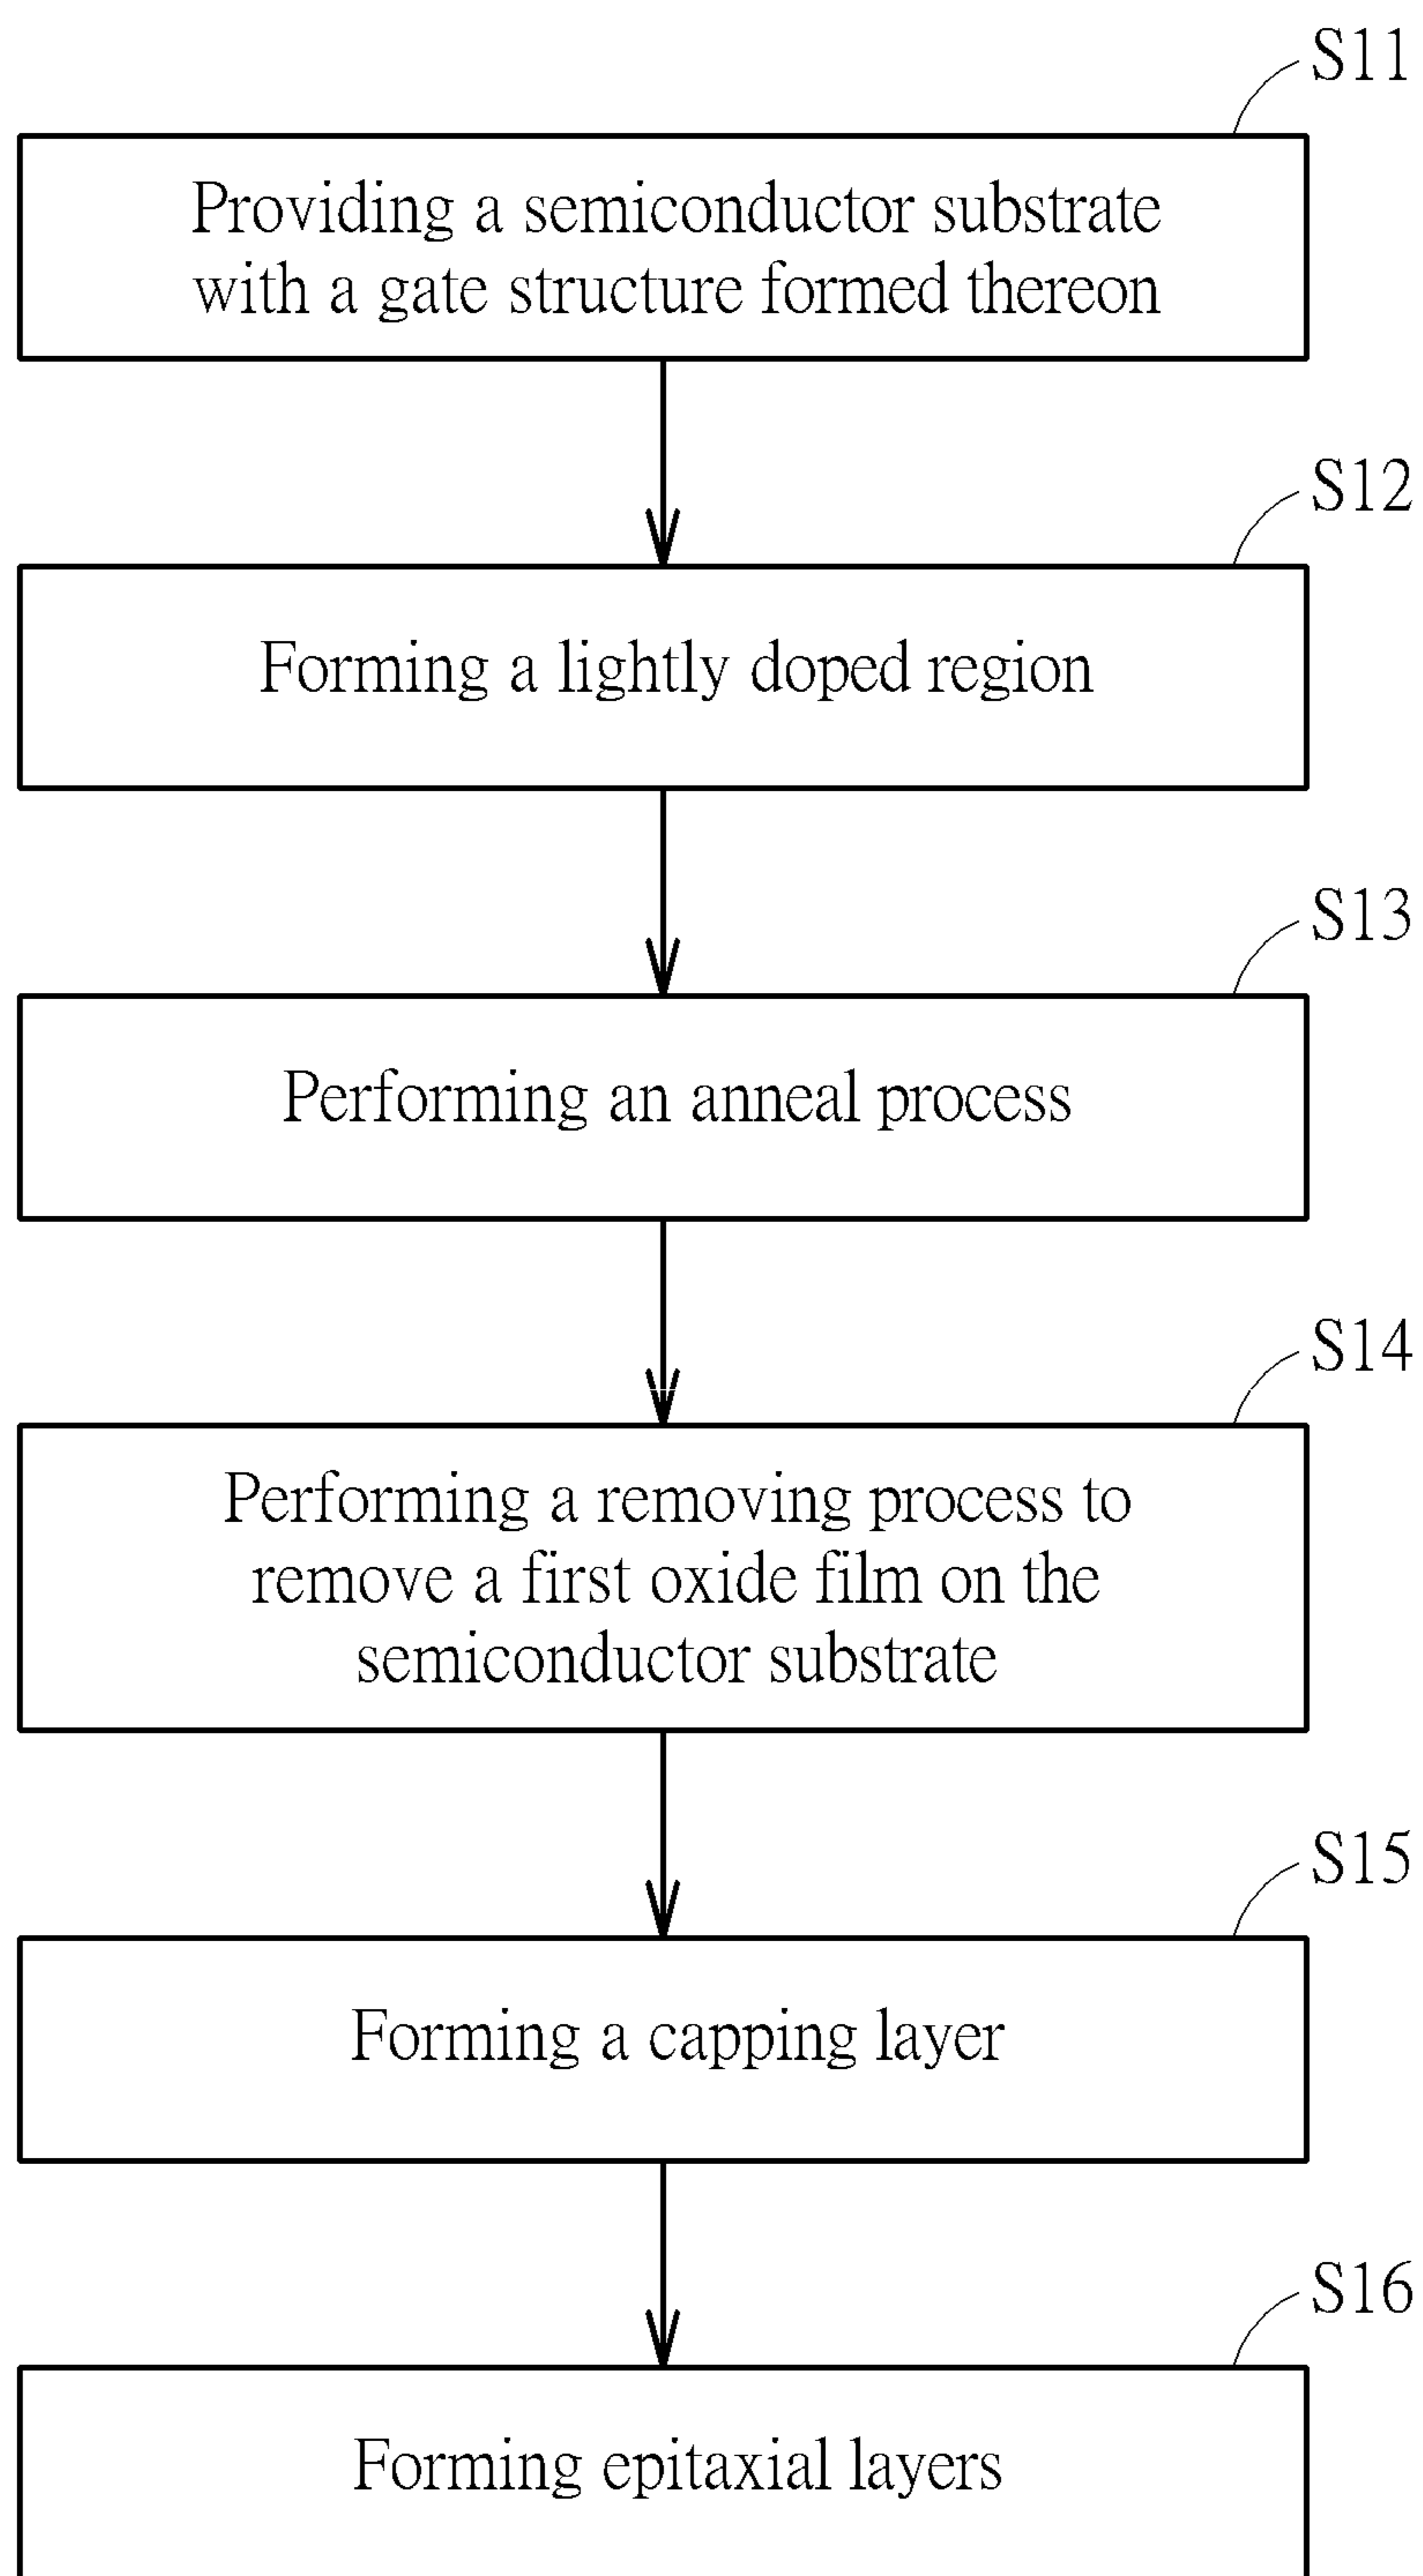 S11
Providing a semiconductor substrate
with a gate structure formed thereon
S12
Forming a lightly doped region
S13
Performing an anneal process
S14
Performing a removing process to
remove a first oxide film on the
semiconductor substrate
S15
Forming a capping layer
S16
Forming epitaxial layers